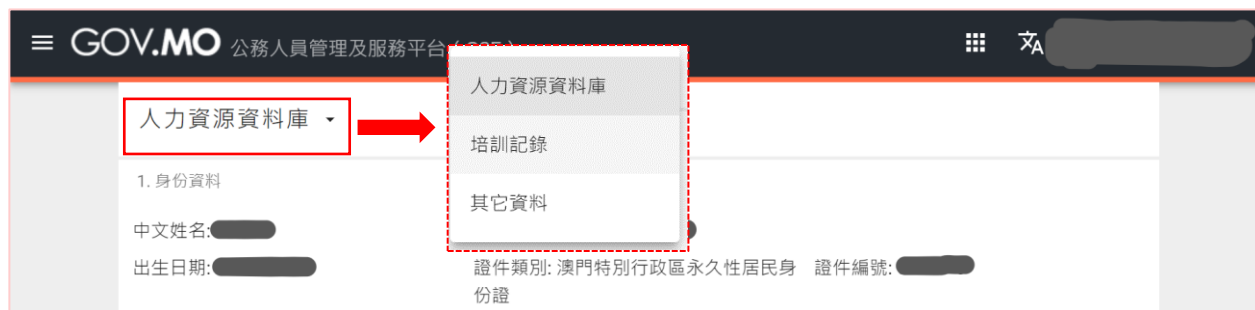 GOV.MO 公務人員管理及服務平台
人力資源資料庫
人力資源資料庫
培訓記錄
其它資料
1. 身份資料
中文姓名:
出生日期:
證件類別: 澳門特別行政區永久性居民身
份證
證件編號: